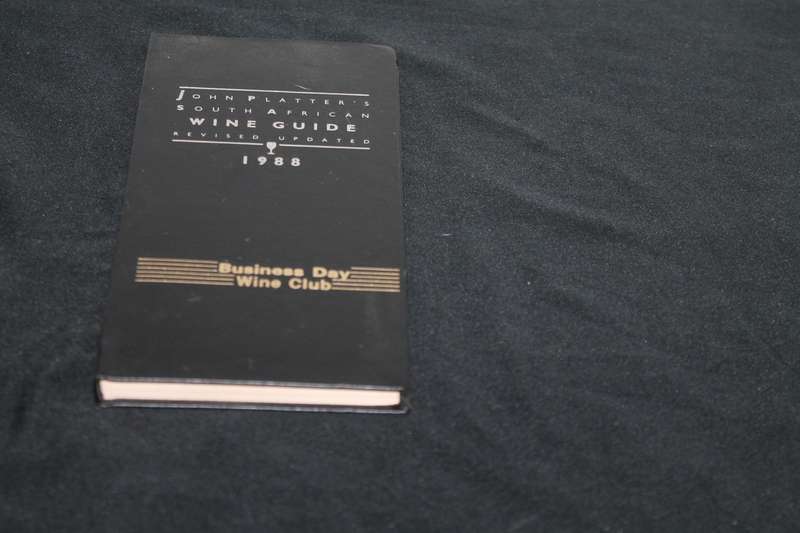 JOHN PLATTER'S
SOUTH AFRICAN
WINE GUIDE
REVISED UPDATED
1988
Business Day
Wine Club